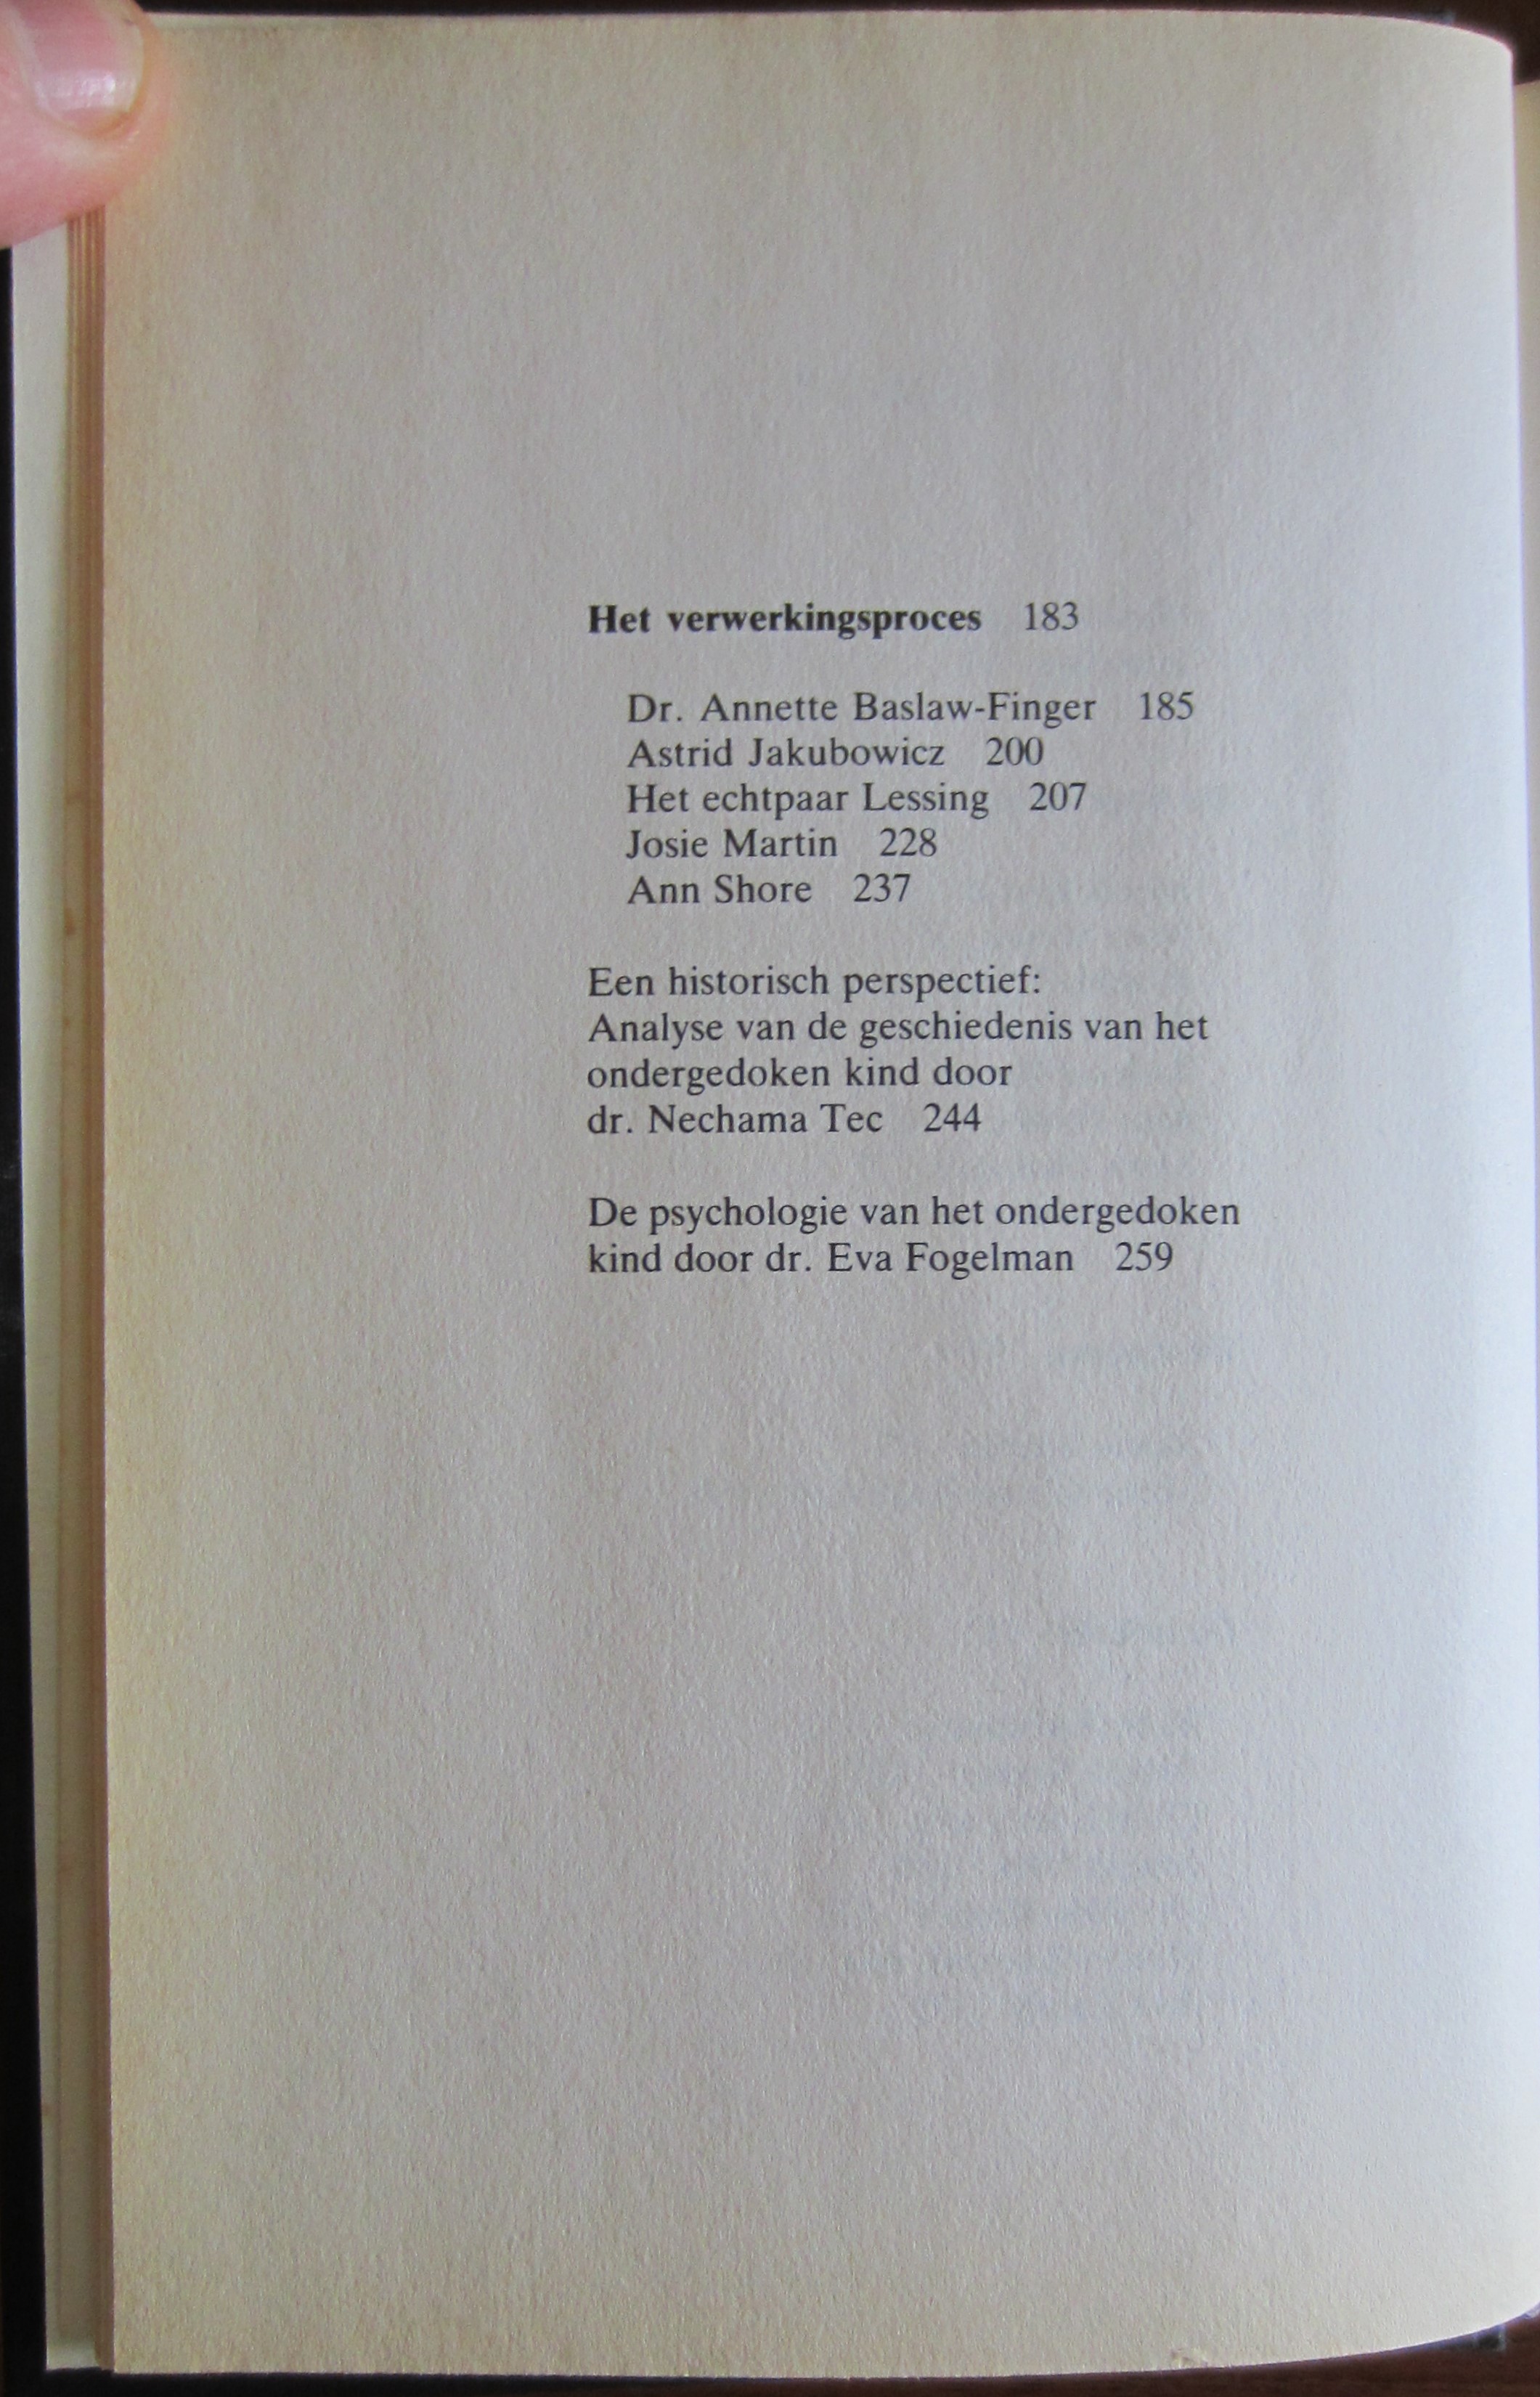 Het verwerkingsproces 183
Dr. Annette Baslaw-Finger 185
Astrid Jakubowicz 200
Het echtpaar Lessing 207
Josie Martin 228
Ann Shore 237
Een historisch perspectief:
Analyse van de geschiedenis van het
ondergedoken kind door
dr. Nechama Tec 244
De psychologie van het ondergedoken
kind door dr. Eva Fogelman 259